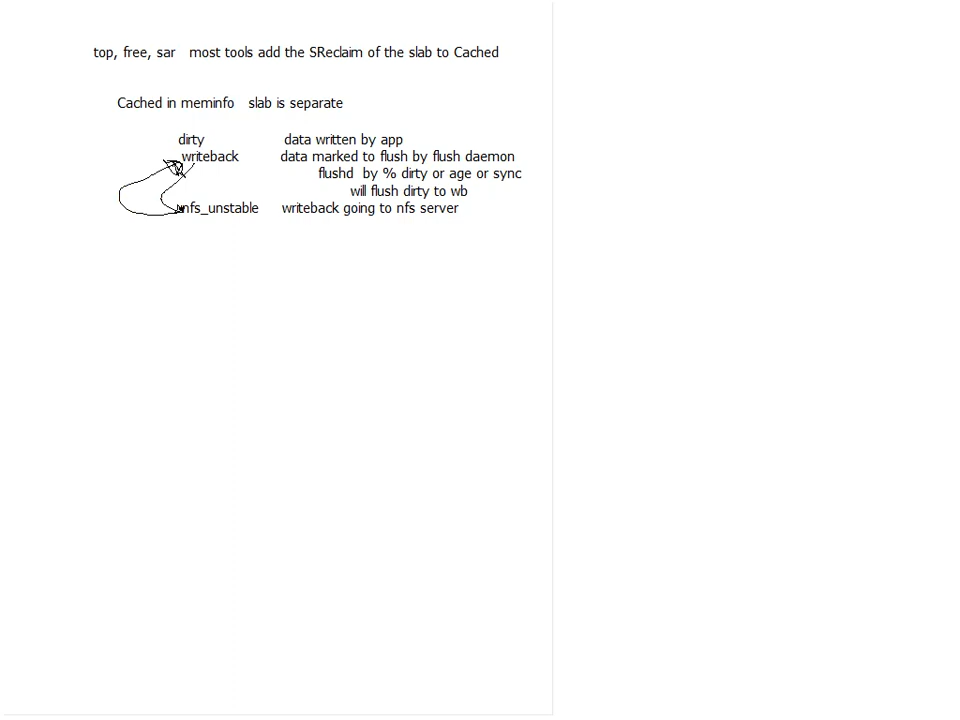 top, free, sar most tools add the SReclaim of the slab to Cached
Cached in meminfo slab is separate
dirty data written by app
writeback data marked to flush by flush daemon
flushd by % dirty or age or sync
will flush dirty to wb
nfs_unstable writeback going to nfs server